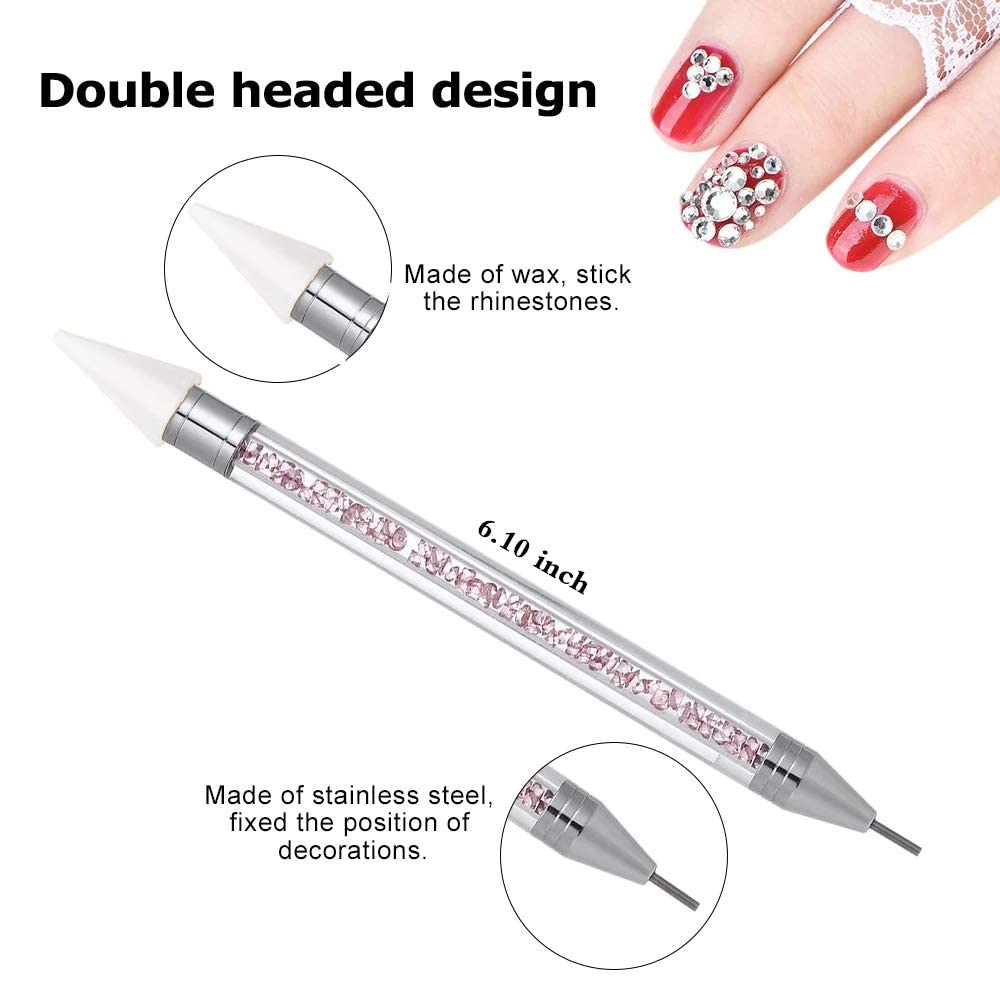 Double headed design
Made of wax, stick
the rhinestones.
6.10 inch
Made of stainless steel,
fixed the position of
decorations.